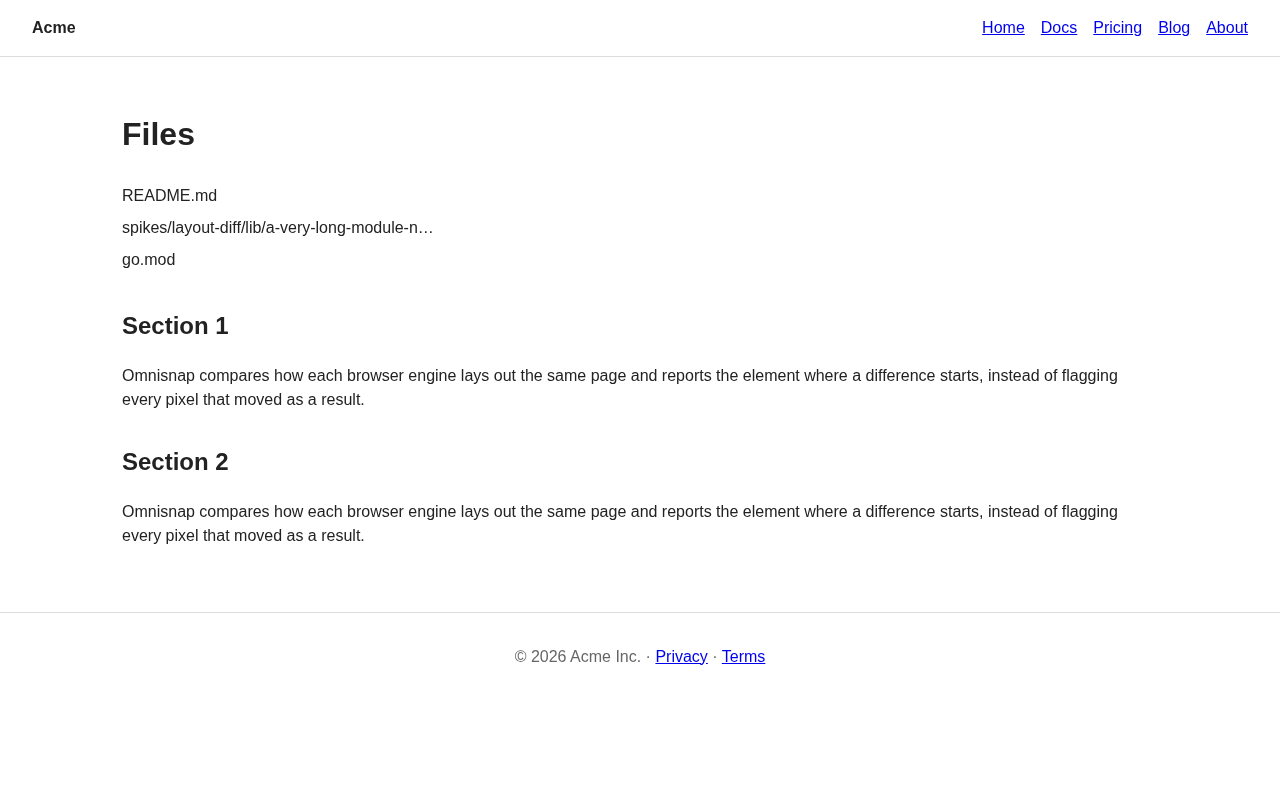 Acme
Home Docs Pricing Blog About
Files
README.md
spikes/layout-diff/lib/a-very-long-module-n…
go.mod
Section 1
Omnisnap compares how each browser engine lays out the same page and reports the element where a difference starts, instead of flagging
every pixel that moved as a result.
Section 2
Omnisnap compares how each browser engine lays out the same page and reports the element where a difference starts, instead of flagging
every pixel that moved as a result.
© 2026 Acme Inc. · Privacy · Terms